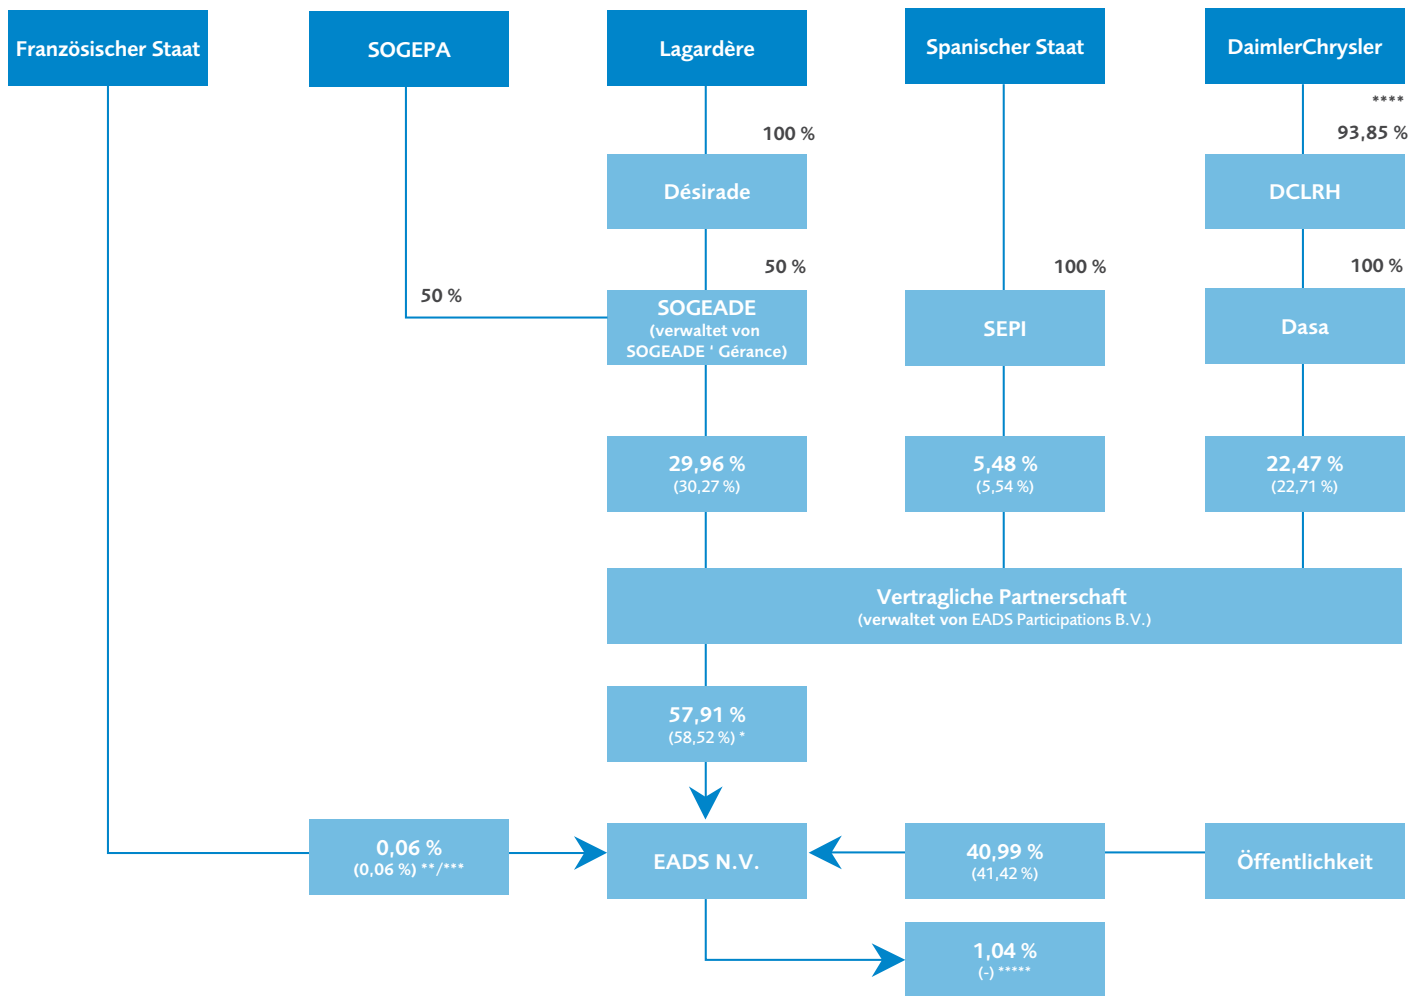 Französischer Staat
SOGEPA
Lagardère
Spanischer Staat
DaimlerChrysler
****
100 %
93,85 %
Désirade
DCLRH
50 %
100 %
100 %
50 %
SOGEADE
(verwaltet von
SOGEADE ' Gérance)
SEPI
Dasa
29,96 %
(30,27 %)
5,48 %
(5,54 %)
22,47 %
(22,71 %)
Vertragliche Partnerschaft
(verwaltet von EADS Participations B.V.)
57,91 %
(58,52 %) *
0,06 %
(0,06 %) **/***
EADS N.V.
40,99 %
(41,42 %)
Öffentlichkeit
1,04 %
(-) *****